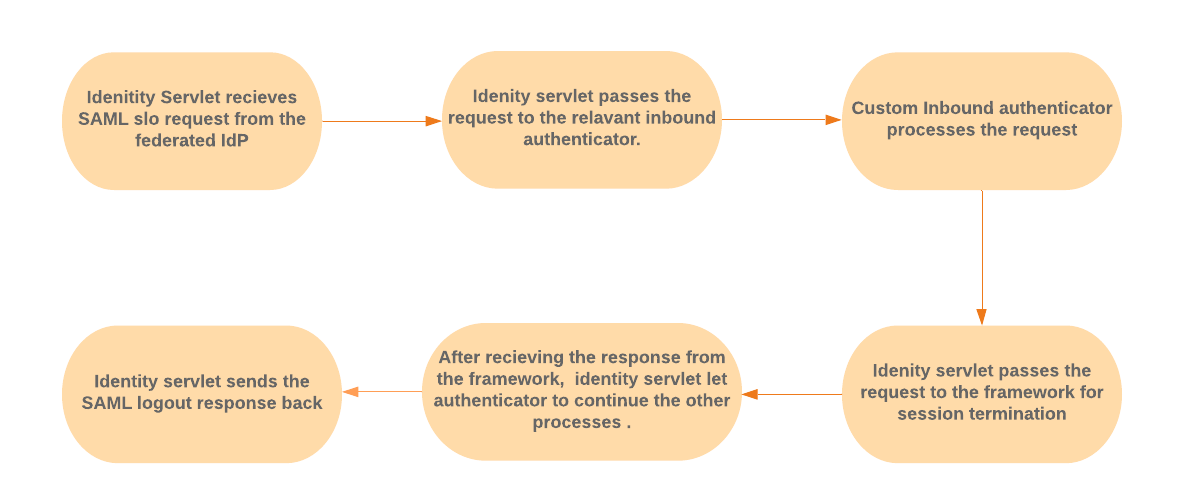 Idenitity Servlet recieves
SAML slo request from the
federated IdP
Idenity servlet passes the
request to the relavant inbound
authenticator.
Custom Inbound authenticator
processes the request
Idenity servlet passes the
request to the framework for
session termination
After recieving the response from
the framework,  identity servlet let
authenticator to continue the other
processes .
Identity servlet sends the
SAML logout response back